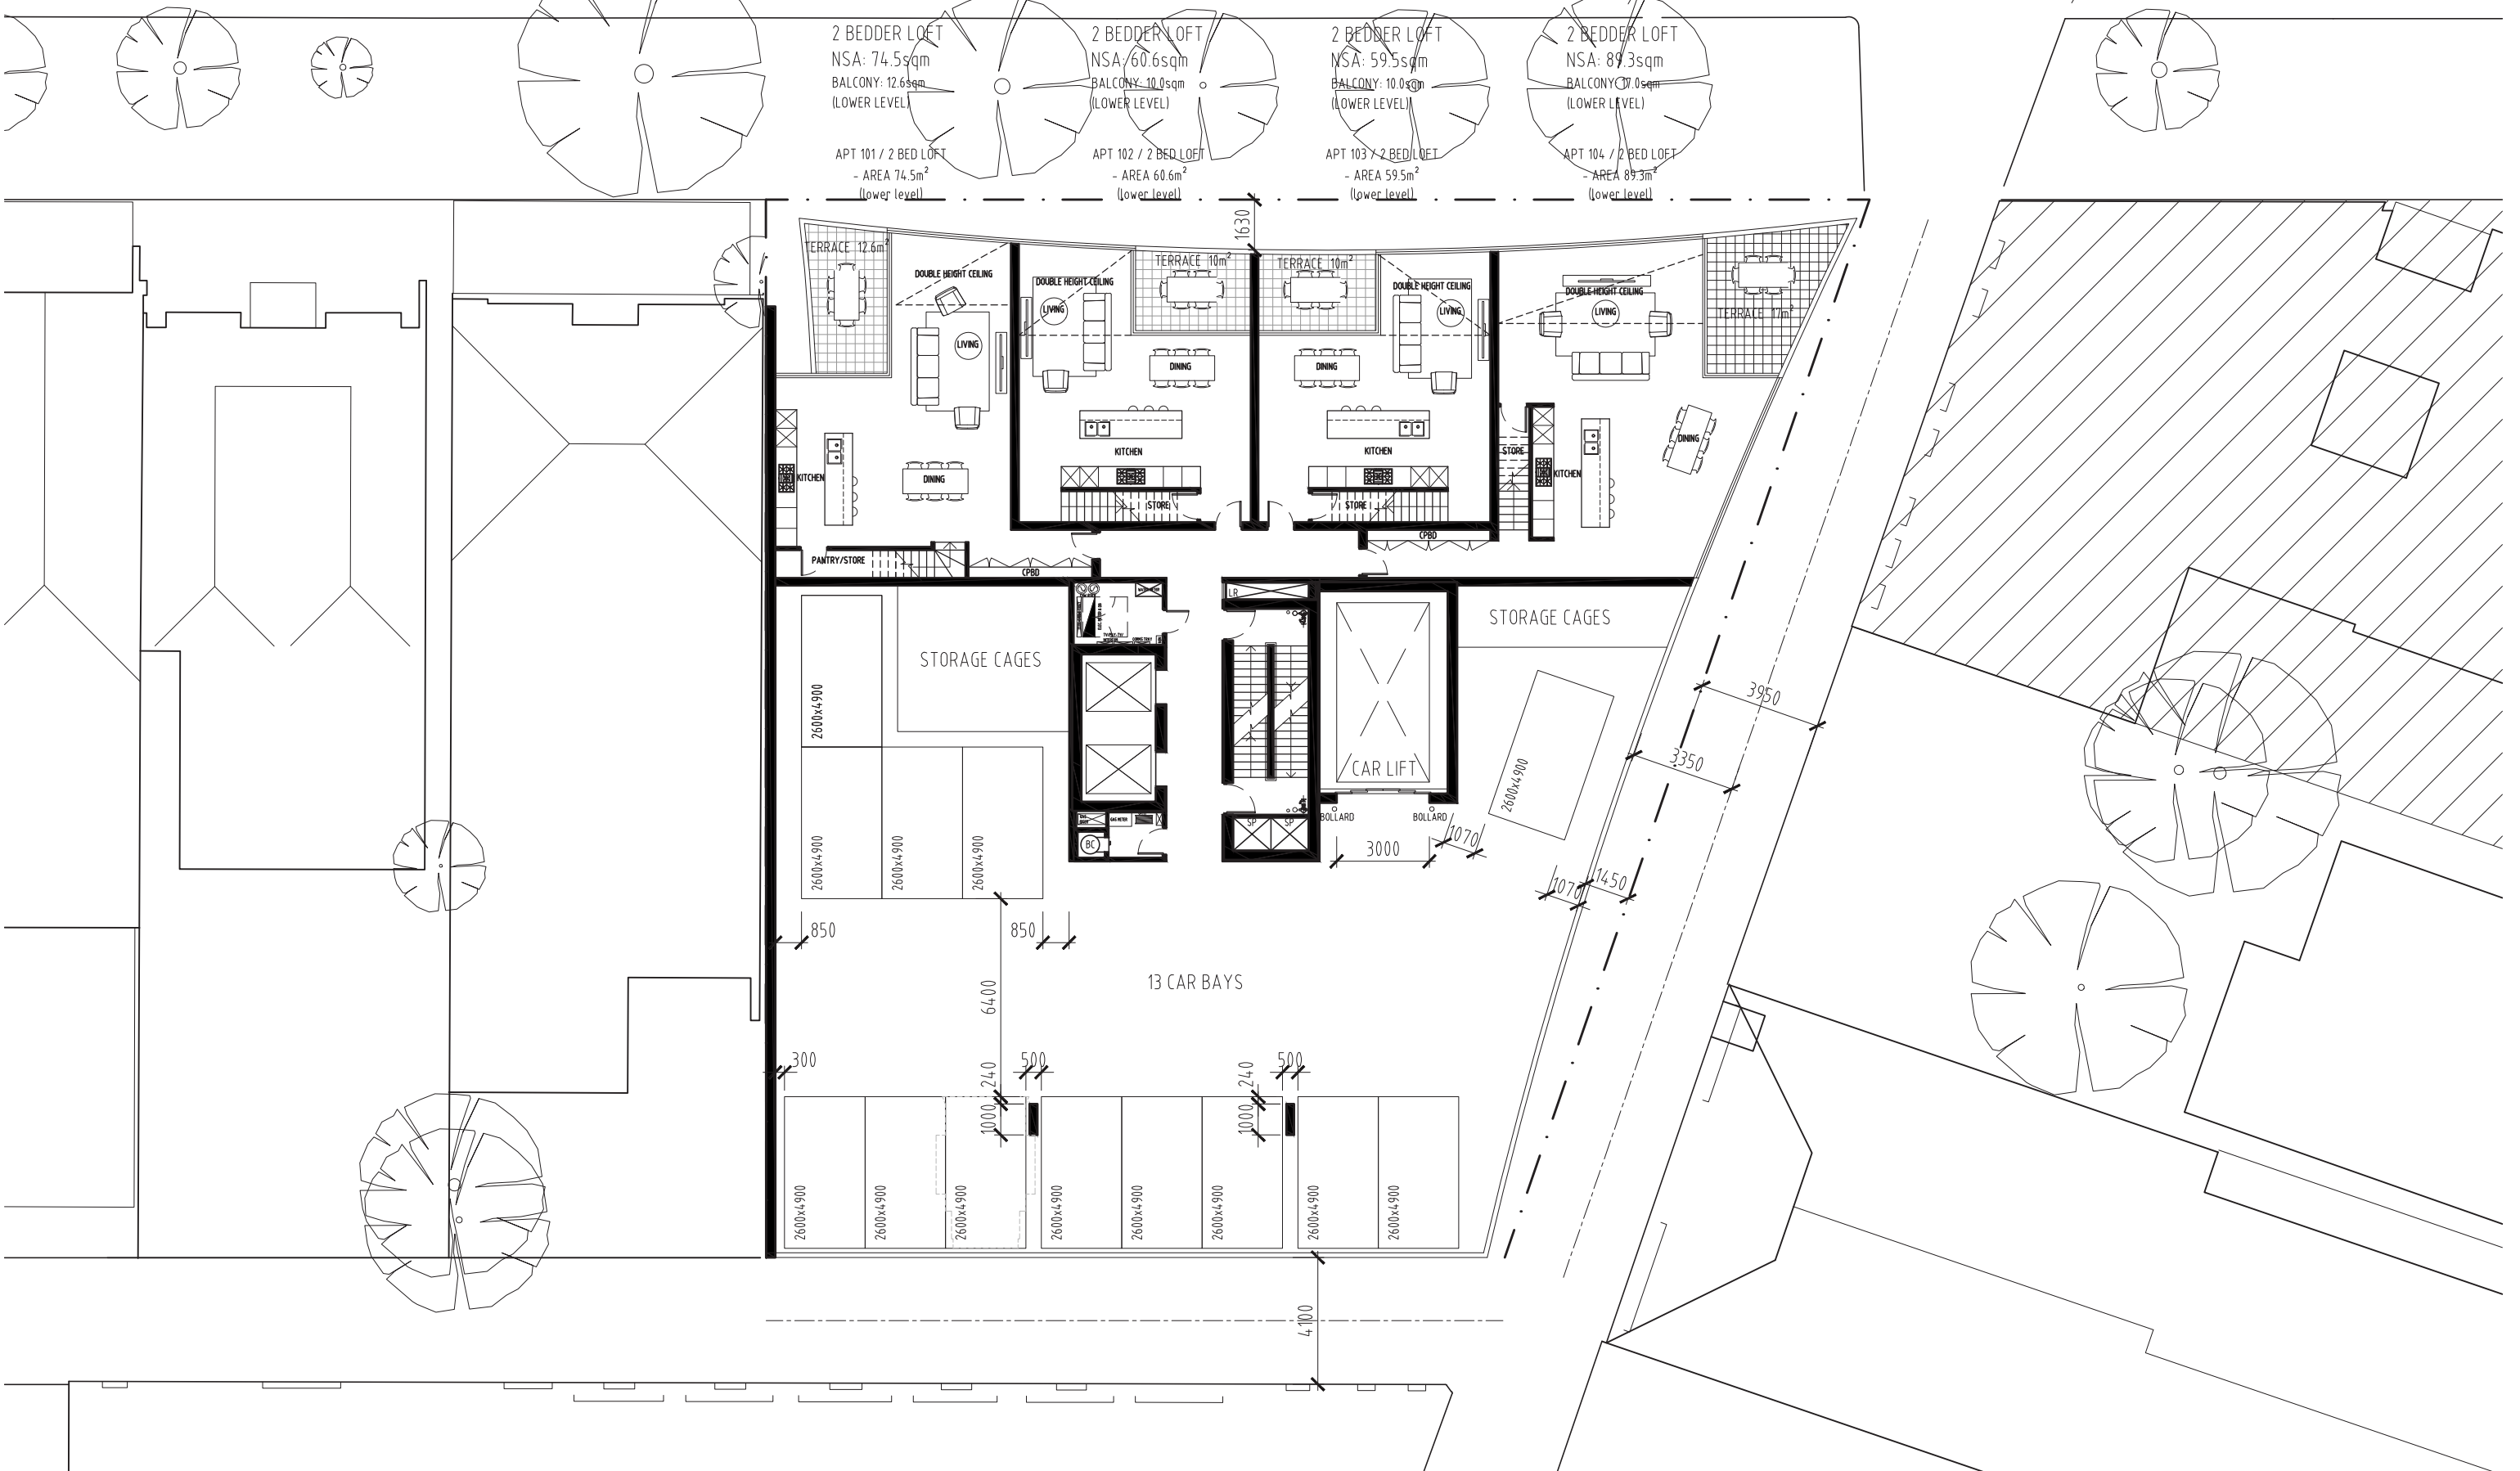 2 BEDDER LOFT
NSA: 74.5sqm
BALCONY: 12.6sqm
(LOWER LEVEL)
2 BEDDER LOFT
NSA: 60.6sqm
BALCONY: 10.0sqm
(LOWER LEVEL)
2 BEDDER LOFT
NSA: 59.5sqm
BALCONY: 10.0sqm
(LOWER LEVEL)
2 BEDDER LOFT
NSA: 89.3sqm
BALCONY: 17.0sqm
(LOWER LEVEL)
APT 101 / 2 BED LOFT
- AREA 74.5m²
(lower level)
APT 102 / 2 BED LOFT
- AREA 60.6m²
(lower level)
APT 103 / 2 BED LOFT
- AREA 59.5m²
(lower level)
APT 104 / 2 BED LOFT
- AREA 89.3m²
(lower level)
1630
TERRACE 12.6m²
DOUBLE HEIGHT CEILING
LIVING
DINING
KITCHEN
PANTRY/STORE
CPBD
TERRACE 10m²
DOUBLE HEIGHT CEILING
LIVING
DINING
KITCHEN
STORE
TERRACE 10m²
DOUBLE HEIGHT CEILING
LIVING
DINING
KITCHEN
STORE
CPBD
DOUBLE HEIGHT CEILING
LIVING
TERRACE 17m²
DINING
STORE
KITCHEN
LR
STORAGE CAGES
STORAGE CAGES
2600x4900
CAR LIFT
2600x4900
3950
3350
BOLLARD
BOLLARD
SP
SP
GAS METER
BC
3000
1070
1070
1450
2600x4900
2600x4900
2600x4900
850
850
6400
13 CAR BAYS
300
500
500
240
240
1000
1000
2600x4900
2600x4900
2600x4900
2600x4900
2600x4900
2600x4900
2600x4900
2600x4900
4100